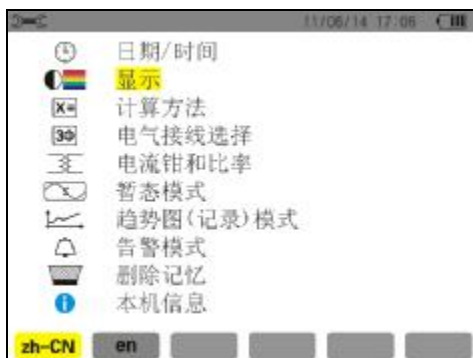 11/06/14 17:06
日期/时间
显示
X= 计算方法
3Φ 电气接线选择
电流钳和比率
暂态模式
趋势图(记录)模式
告警模式
删除记忆
i 本机信息
zh-CN en